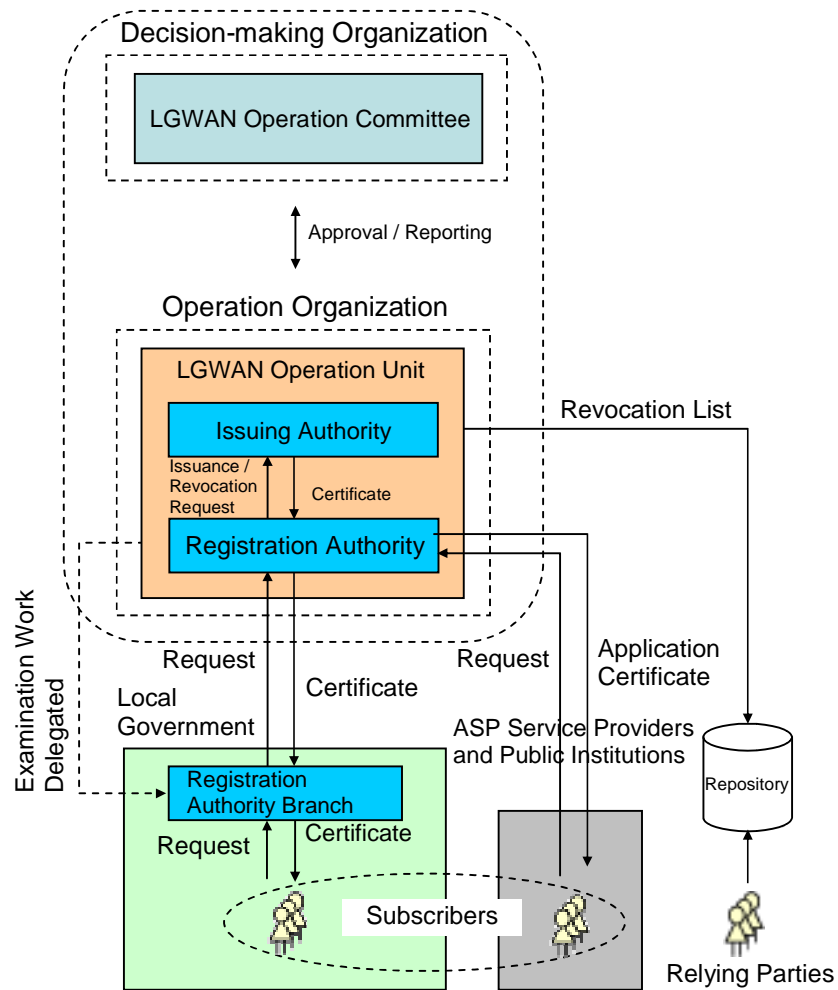 Decision-making Organization
LGWAN Operation Committee
Approval / Reporting
Operation Organization
LGWAN Operation Unit
Issuing Authority
Issuance /
Revocation
Request
Certificate
Registration Authority
Revocation List
Examination Work
Delegated
Request
Certificate
Request
Application
Certificate
Local
Government
ASP Service Providers
and Public Institutions
Registration
Authority Branch
Request
Certificate
Repository
Subscribers
Relying Parties